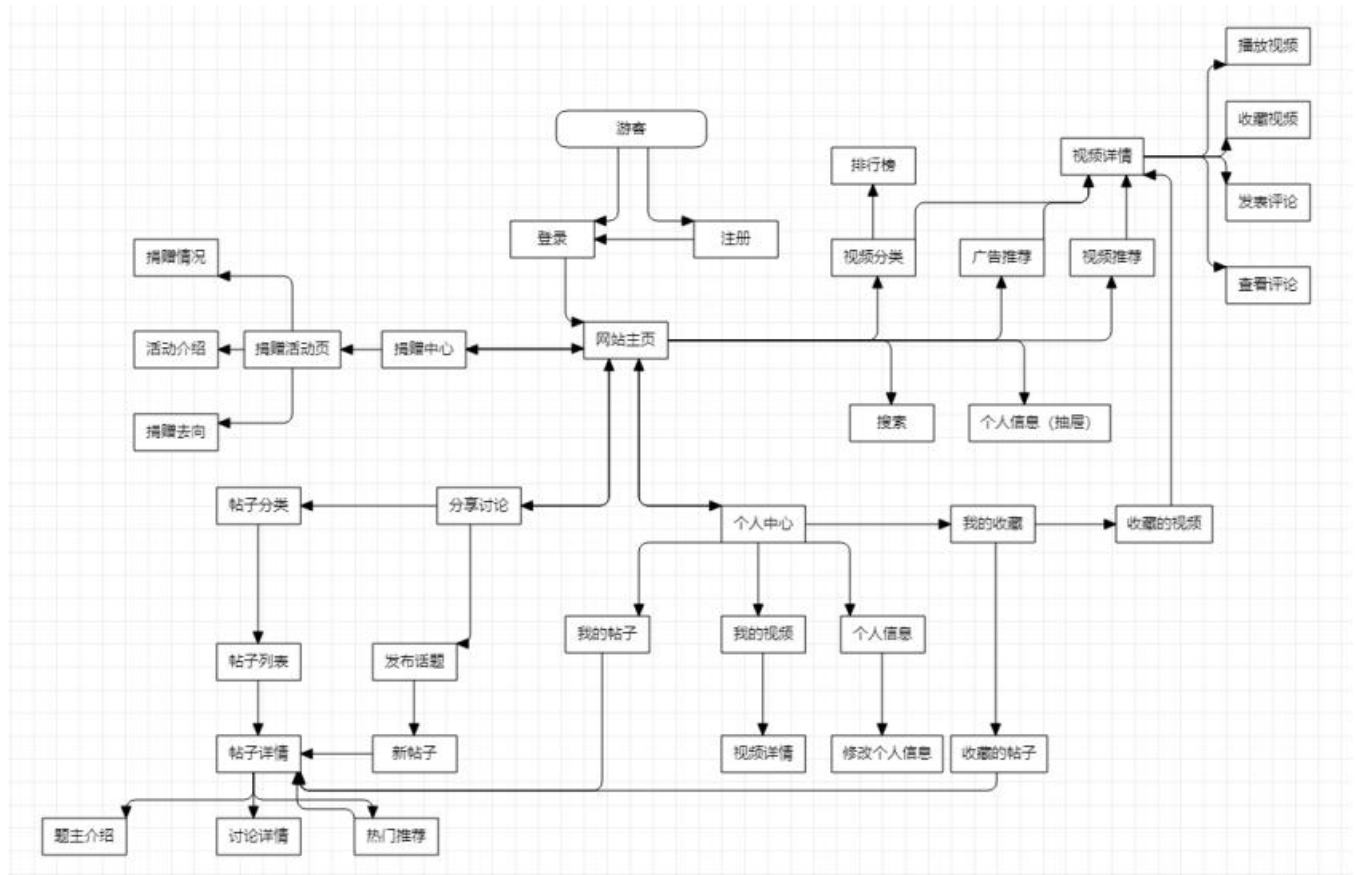 播放视频
游客
收藏视频
排行榜
视频详情
发表评论
登录
注册
捐赠情况
视频分类
广告推荐
视频推荐
查看评论
网站主页
活动介绍
捐赠活动页
捐赠中心
捐赠去向
搜索
个人信息（抽屉）
帖子分类
分享讨论
个人中心
我的收藏
收藏的视频
我的帖子
我的视频
个人信息
帖子列表
发布话题
帖子详情
新帖子
视频详情
修改个人信息
收藏的帖子
题主介绍
讨论详情
热门推荐